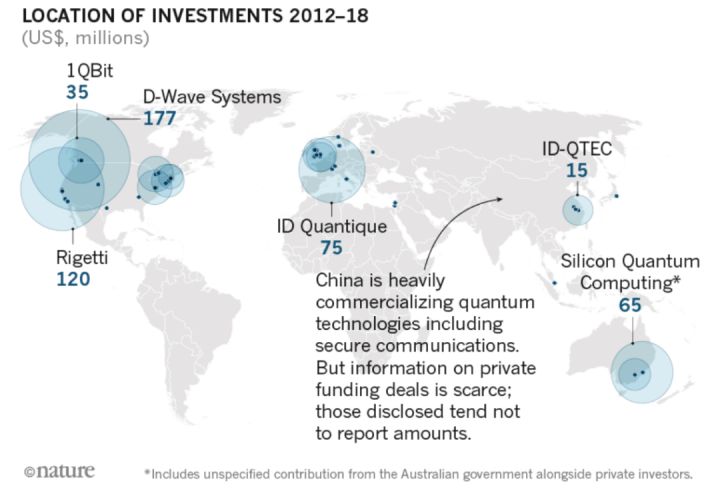 LOCATION OF INVESTMENTS 2012–18
(US$, millions)
1QBit
35
D-Wave Systems
177
Rigetti
120
ID Quantique
75
ID-QTEC
15
Silicon Quantum
Computing*
65
China is heavily
commercializing quantum
technologies including
secure communications.
But information on private
funding deals is scarce;
those disclosed tend not
to report amounts.
©nature
*Includes unspecified contribution from the Australian government alongside private investors.